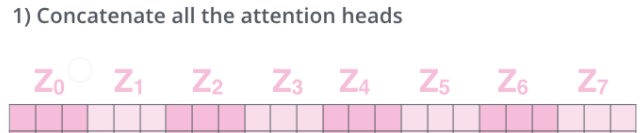 1) Concatenate all the attention heads
Z0 Z1 Z2 Z3 Z4 Z5 Z6 Z7